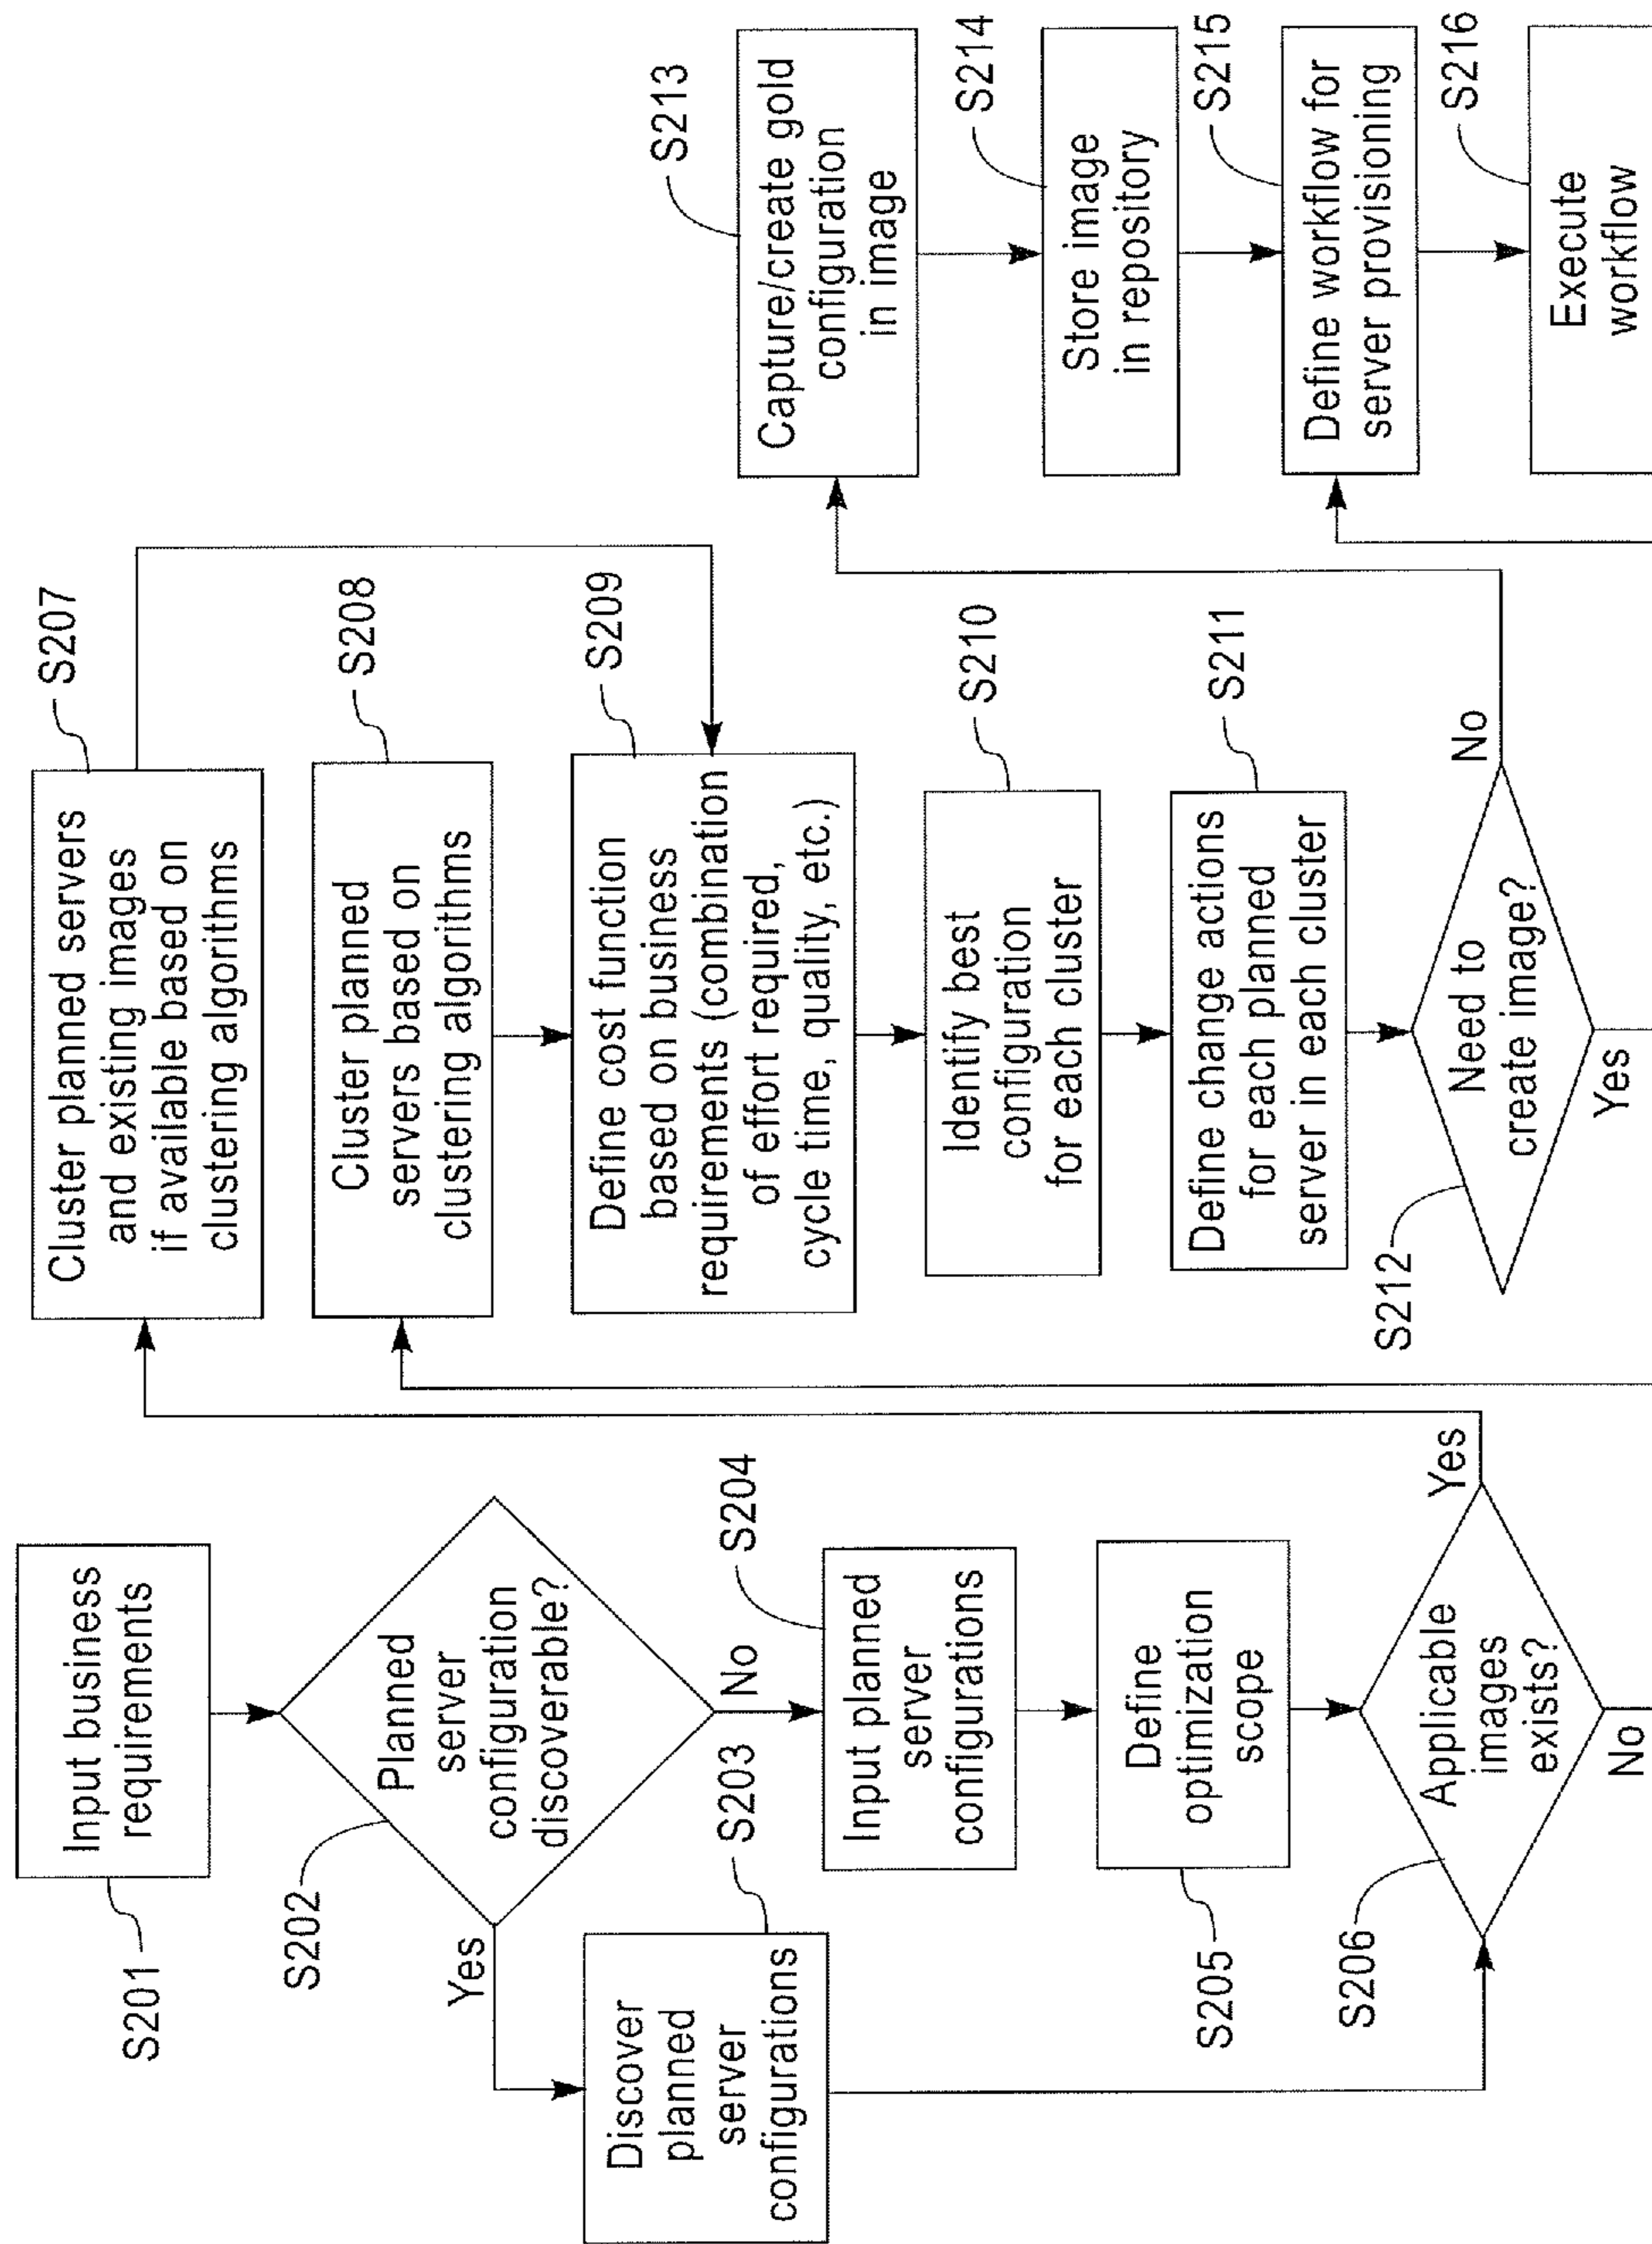 S201
Input business
requirements
S202
Planned
server
configuration
discoverable?
Yes
No
S203
Discover
planned
server
configurations
S204
Input planned
server
configurations
S205
Define
optimization
scope
S206
Applicable
images
exists?
Yes
No
S207
Cluster planned servers
and existing images
if available based on
clustering algorithms
S208
Cluster planned
servers based on
clustering algorithms
S209
Define cost function
based on business
requirements (combination
of effort required,
cycle time, quality, etc.)
S210
Identify best
configuration
for each cluster
S211
Define change actions
for each planned
server in each cluster
S212
Need to
create image?
No
Yes
S213
Capture/create gold
configuration
in image
S214
Store image
in repository
S215
Define workflow for
server provisioning
S216
Execute
workflow